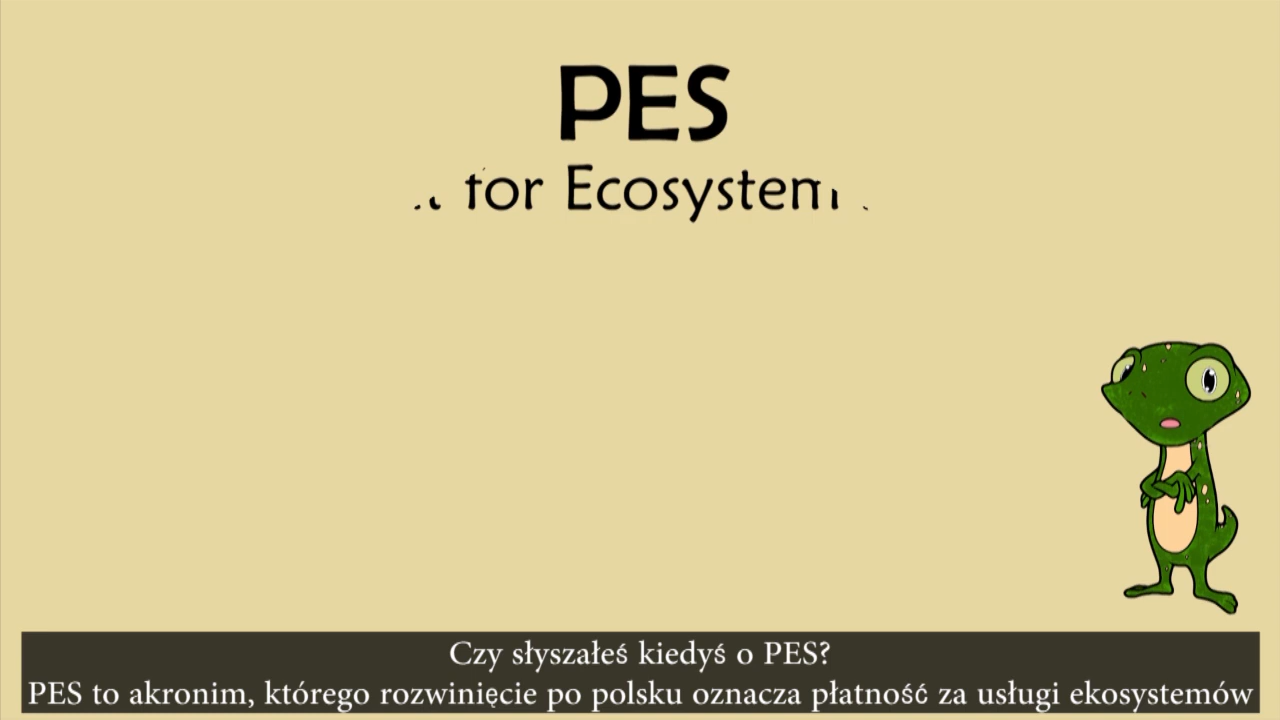 PES
for Ecosystem
Czy słyszałeś kiedyś o PES?
PES to akronim, którego rozwinięcie po polsku oznacza płatność za usługi ekosystemów